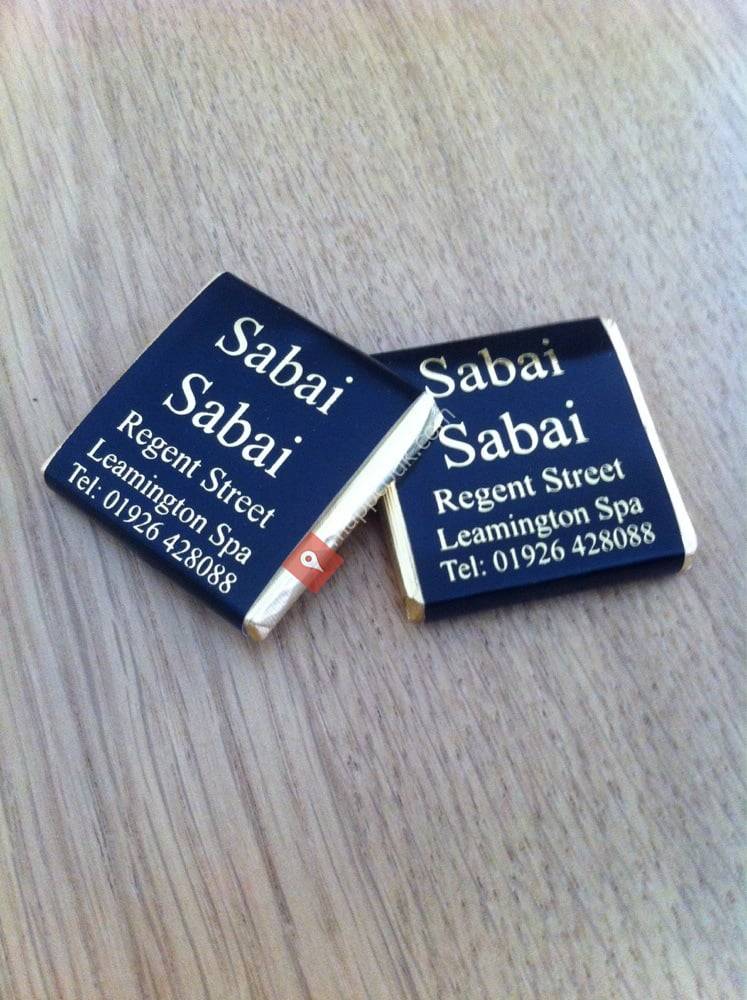 Sabai
Sabai
Regent Street
Leamington Spa
Tel: 01926 428088
Sabai
Sabai
Regent Street
Leamington Spa
Tel: 01926 428088